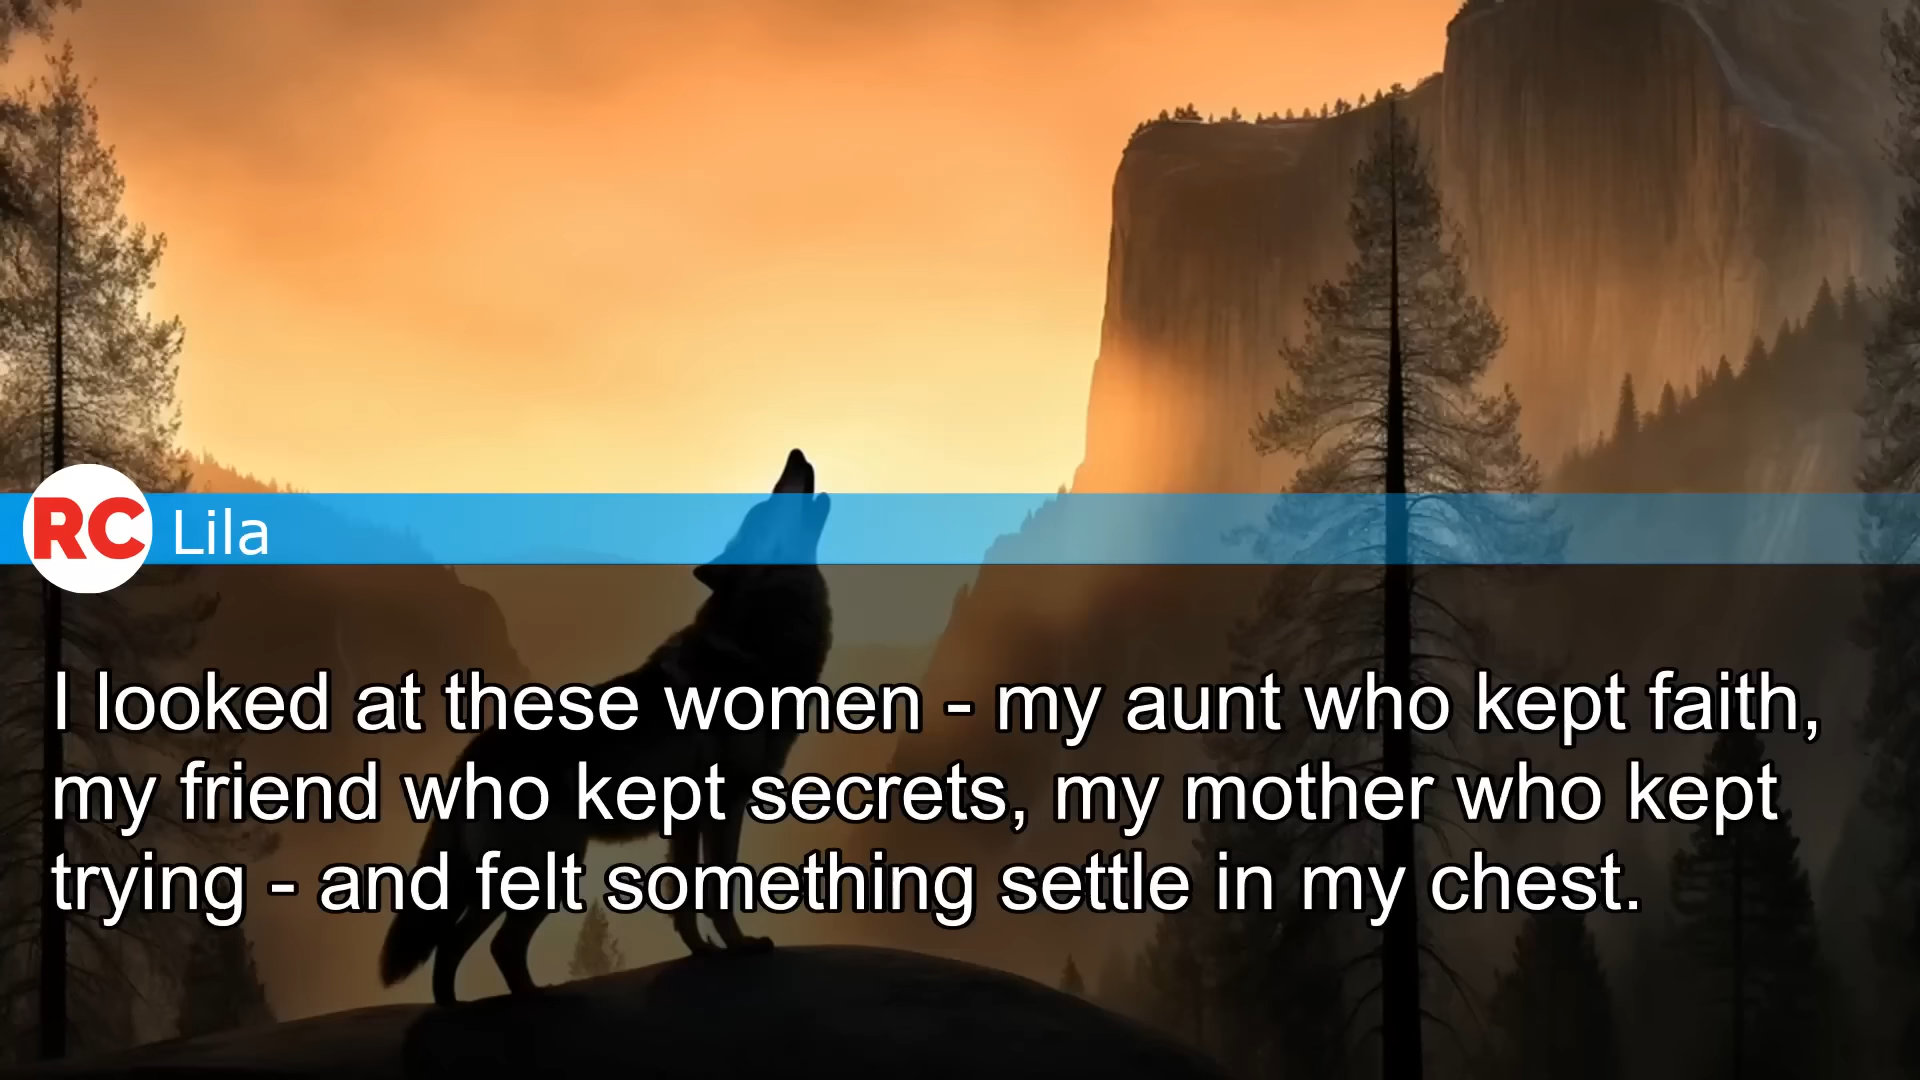 RC Lila
I looked at these women - my aunt who kept faith,
my friend who kept secrets, my mother who kept
trying - and felt something settle in my chest.